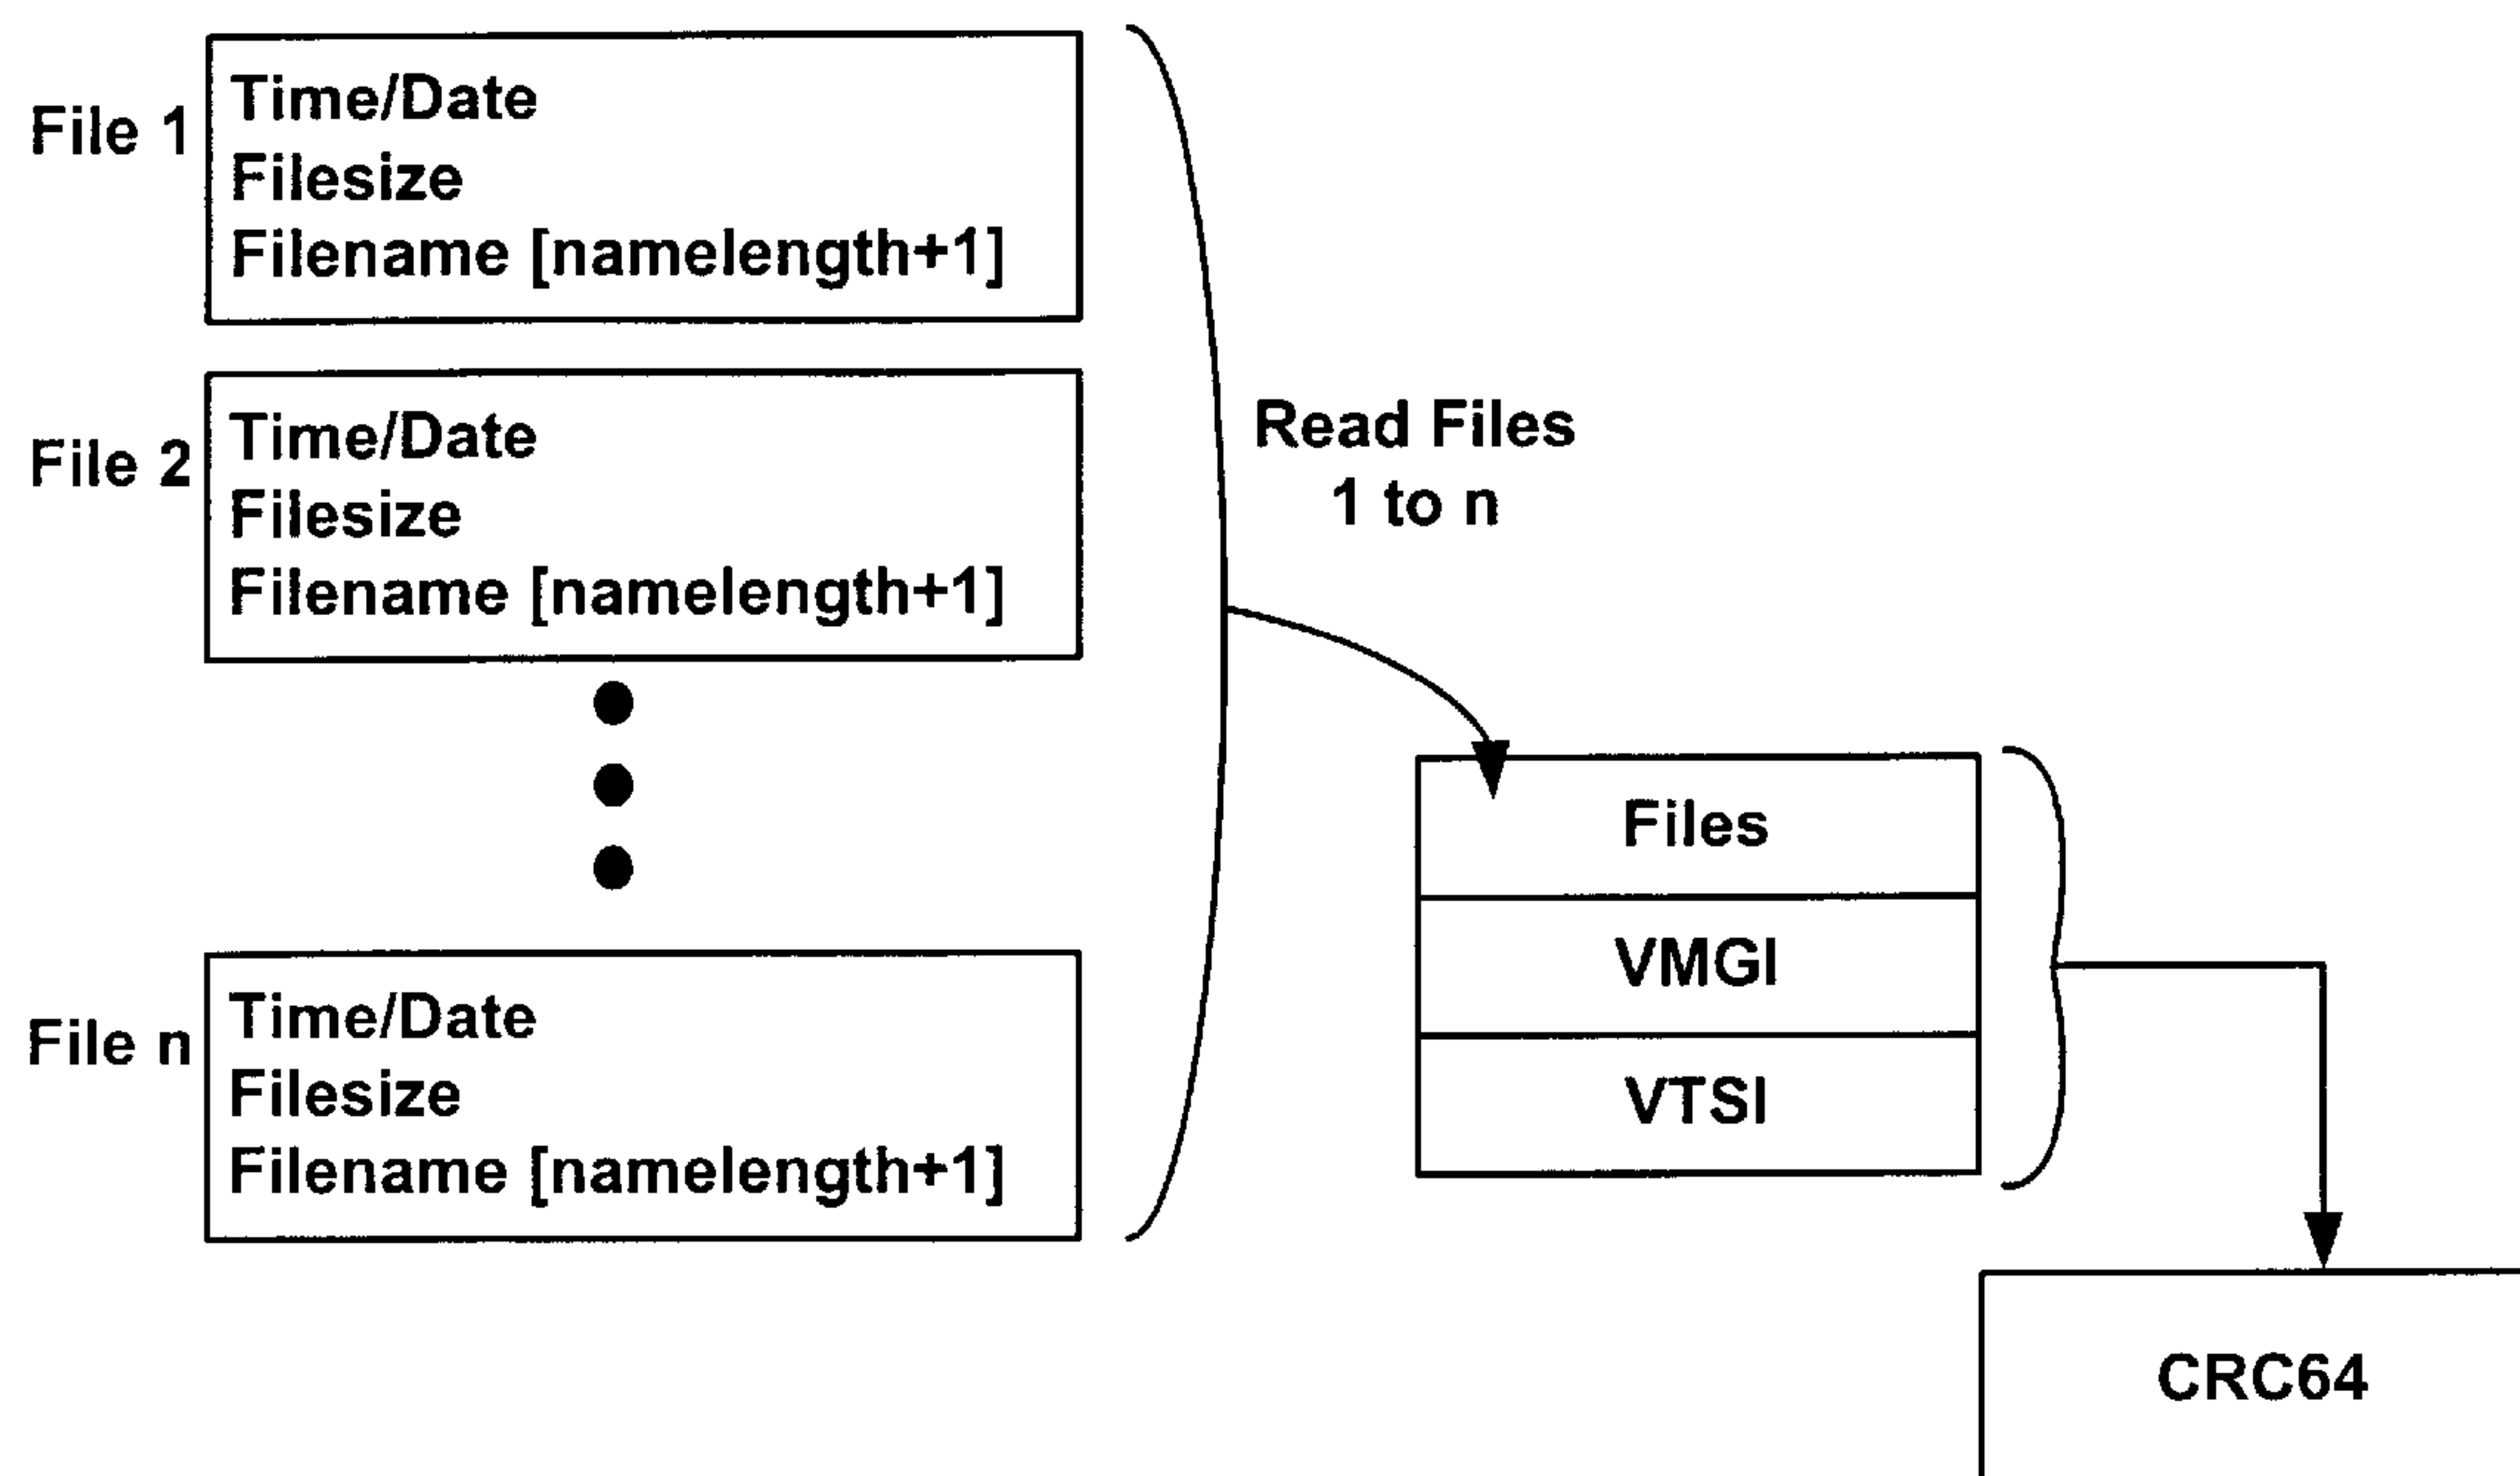 File 1
Time/Date
Filesize
Filename [namelength+1]
File 2
Time/Date
Filesize
Filename [namelength+1]
Read Files
1 to n
File n
Time/Date
Filesize
Filename [namelength+1]
Files
VMGI
VTSI
CRC64